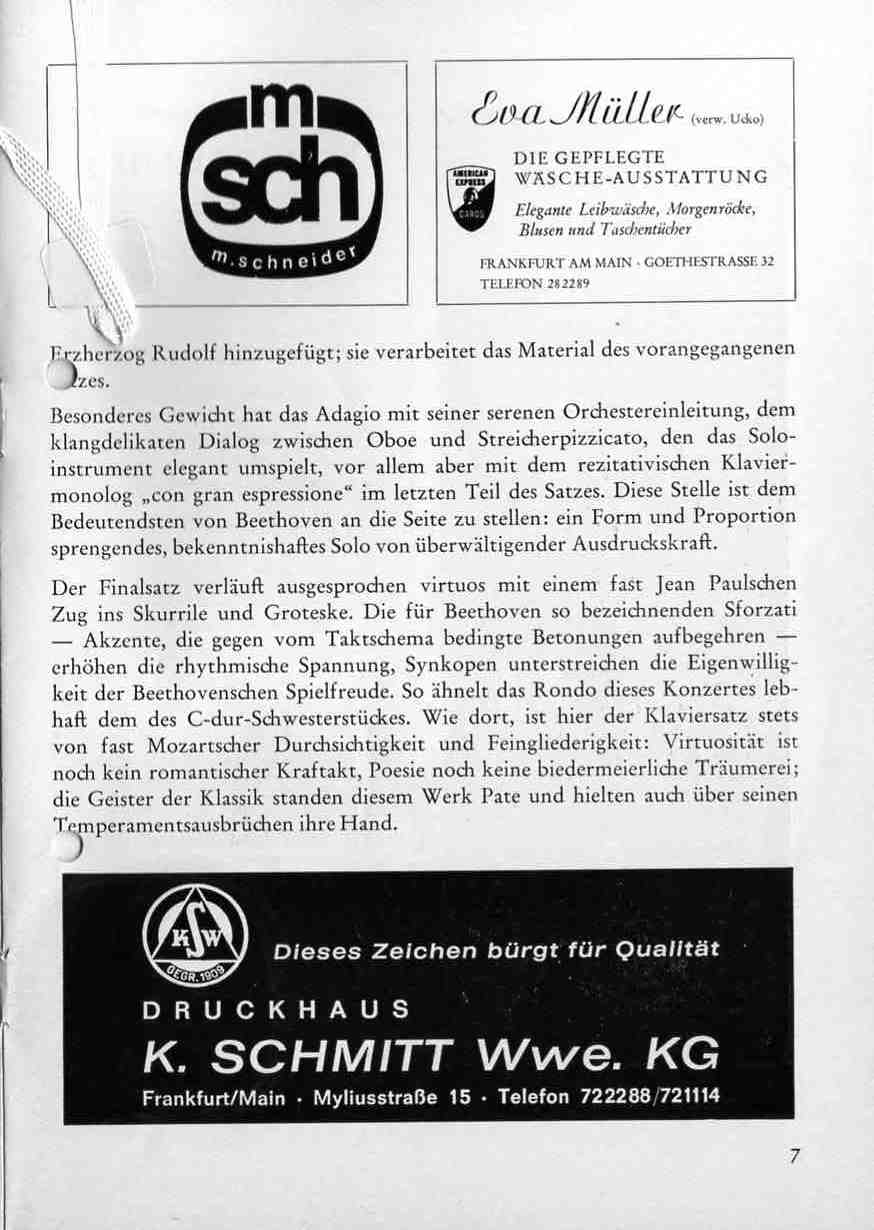 m
sch
m.schneider
Eva Müller (verw. Ucko)
DIE GEPFLEGTE
WÄSCHE-AUSSTATTUNG
AMERICAN
EXPRESS
CARDS
Elegante Leibwäsche, Morgenröcke,
Blusen und Taschentücher
FRANKFURT AM MAIN · GOETHESTRASSE 32
TELEFON 28 22 89
Erzherzog Rudolf hinzugefügt; sie verarbeitet das Material des vorangegangenen
tzes.
Besonderes Gewicht hat das Adagio mit seiner serenen Orchestereinleitung, dem
klangdelikaten Dialog zwischen Oboe und Streicherpizzicato, den das Solo-
instrument elegant umspielt, vor allem aber mit dem rezitativischen Klavier-
monolog „con gran espressione“ im letzten Teil des Satzes. Diese Stelle ist dem
Bedeutendsten von Beethoven an die Seite zu stellen: ein Form und Proportion
sprengendes, bekenntnishaftes Solo von überwältigender Ausdruckskraft.
Der Finalsatz verläuft ausgesprochen virtuos mit einem fast Jean Paulschen
Zug ins Skurrile und Groteske. Die für Beethoven so bezeichnenden Sforzati
— Akzente, die gegen vom Taktschema bedingte Betonungen aufbegehren —
erhöhen die rhythmische Spannung, Synkopen unterstreichen die Eigenwillig-
keit der Beethovenschen Spielfreude. So ähnelt das Rondo dieses Konzertes leb-
haft dem des C-dur-Schwesterstückes. Wie dort, ist hier der Klaviersatz stets
von fast Mozartscher Durchsichtigkeit und Feingliederigkeit: Virtuosität ist
noch kein romantischer Kraftakt, Poesie noch keine biedermeierliche Träumerei;
die Geister der Klassik standen diesem Werk Pate und hielten auch über seinen
Temperamentsausbrüchen ihre Hand.
KSW
GEGR. 1909
Dieses Zeichen bürgt für Qualität
DRUCKHAUS
K. SCHMITT Wwe. KG
Frankfurt/Main · Myliusstraße 15 · Telefon 722288/721114
7